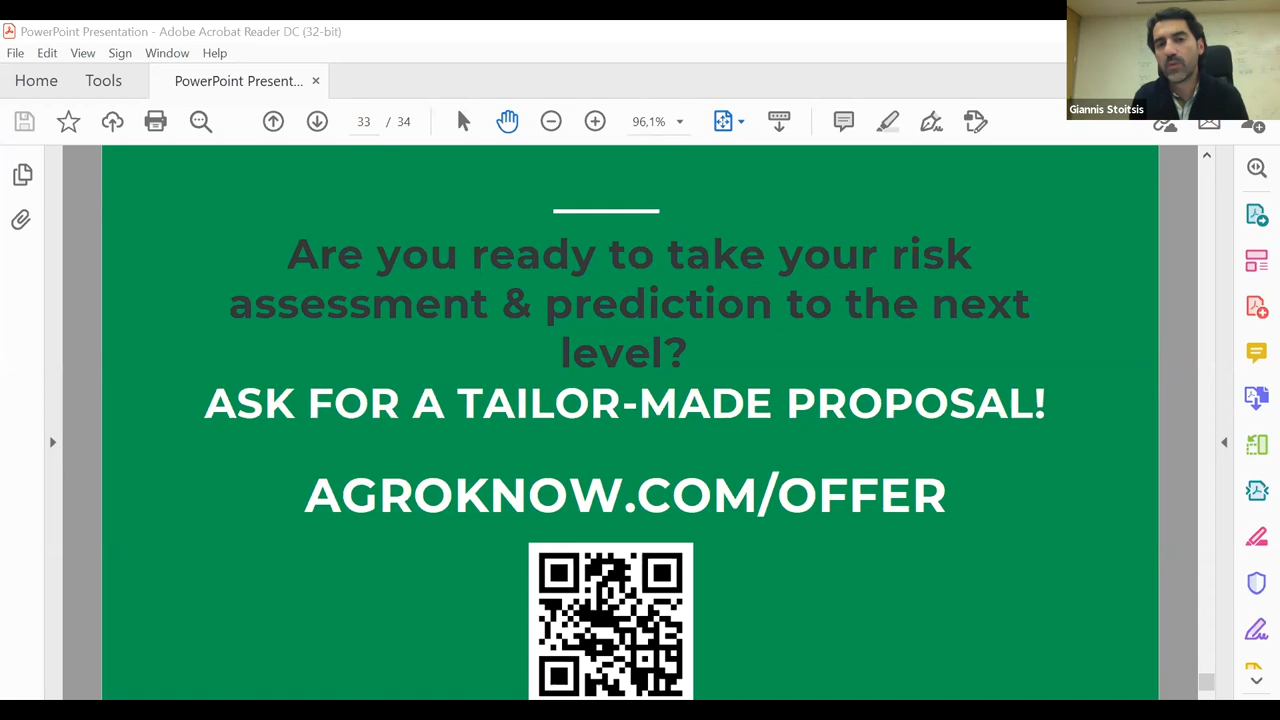 PowerPoint Presentation - Adobe Acrobat Reader DC (32-bit)
File Edit View Sign Window Help
Home Tools PowerPoint Present... ×
33 / 34 96,1%
Giannis Stoitsis
Are you ready to take your risk
assessment & prediction to the next
level?
ASK FOR A TAILOR-MADE PROPOSAL!
AGROKNOW.COM/OFFER